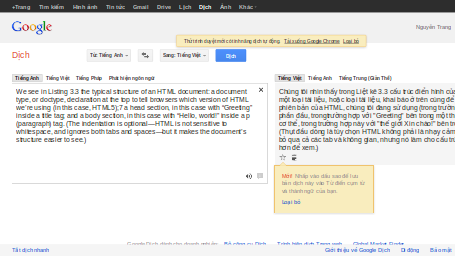 +Trang Tìm kiếm Hình ảnh Tin tức Gmail Drive Lịch Dịch Ảnh Khác
Google Nguyễn Trang
Thử trình duyệt mới có tính năng dịch tự động. Tải xuống Google Chrome Loại bỏ
Dịch Từ: Tiếng Anh Sang: Tiếng Việt Dịch
Tiếng Anh Tiếng Việt Tiếng Pháp Phát hiện ngôn ngữ
Tiếng Việt Tiếng Anh Tiếng Trung (Giản Thể)
We see in Listing 3.3 the typical structure of an HTML document: a document
type, or doctype, declaration at the top to tell browsers which version of HTML
we're using (in this case, HTML5); 7 a head section, in this case with "Greeting"
inside a title tag; and a body section, in this case with "Hello, world!" inside a p
(paragraph) tag. (The indentation is optional—HTML is not sensitive to
whitespace, and ignores both tabs and spaces—but it makes the document's
structure easier to see.)
Chúng tôi nhìn thấy trong Liệt kê 3.3 cấu trúc điển hình của
một loại tài liệu, hoặc loại tài liệu, khai báo ở trên cùng để
phiên bản của HTML, chúng tôi đang sử dụng (trong trường
phần đầu, trong trường hợp với "Greeting" bên trong một
cơ thể, trong trường hợp này với "thế giới Xin chào!" bên
(Thụt đầu dòng là tùy chọn HTML không phải là nhạy cảm
bỏ qua các tab và không gian, nhưng nó làm cho cấu trúc
hơn để xem.)
Mới! Nhấp vào dấu sao để lưu
bản dịch này vào Từ điển cụm từ
và thành ngữ của bạn.
Loại bỏ
Google Dịch dành cho doanh nghiệp: Bộ công cụ Dịch Trình biên dịch Trang web Global Market Finder
Tắt dịch nhanh Giới thiệu về Google Dịch Di động Bảo mật